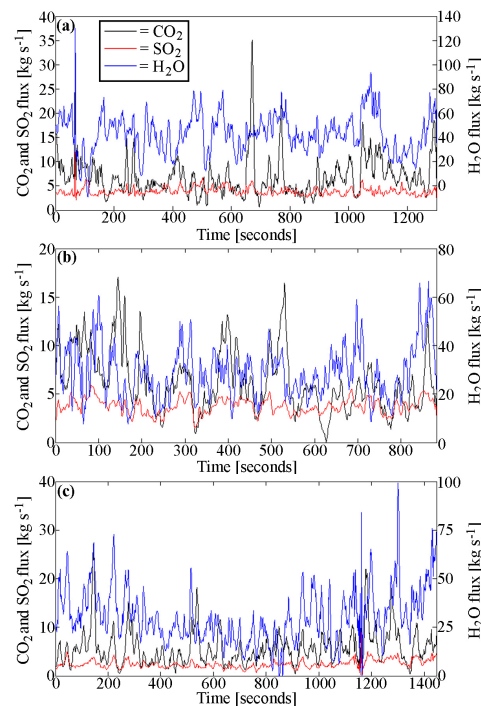 (a)
= CO2
= SO2
= H2O
CO2 and SO2 flux [kg s-1]
40
35
30
25
20
15
10
5
0
140
120
100
80
60
40
20
0
H2O flux [kg s-1]
0 200 400 600 800 1000 1200
Time [seconds]
(b)
CO2 and SO2 flux [kg s-1]
20
15
10
5
0
80
60
40
20
0
H2O flux [kg s-1]
0 100 200 300 400 500 600 700 800
Time [seconds]
(c)
CO2 and SO2 flux [kg s-1]
40
30
20
10
0
100
75
50
25
0
H2O flux [kg s-1]
0 200 400 600 800 1000 1200 1400
Time [seconds]